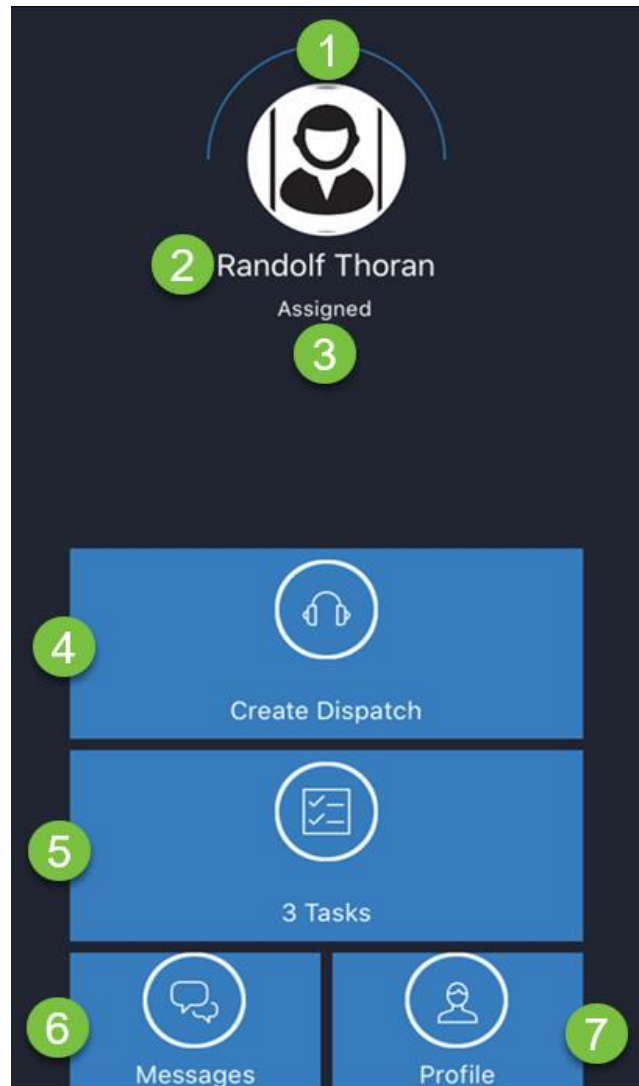 1
2 Randolf Thoran
Assigned
3
4
Create Dispatch
5
3 Tasks
6
7
Messages
Profile